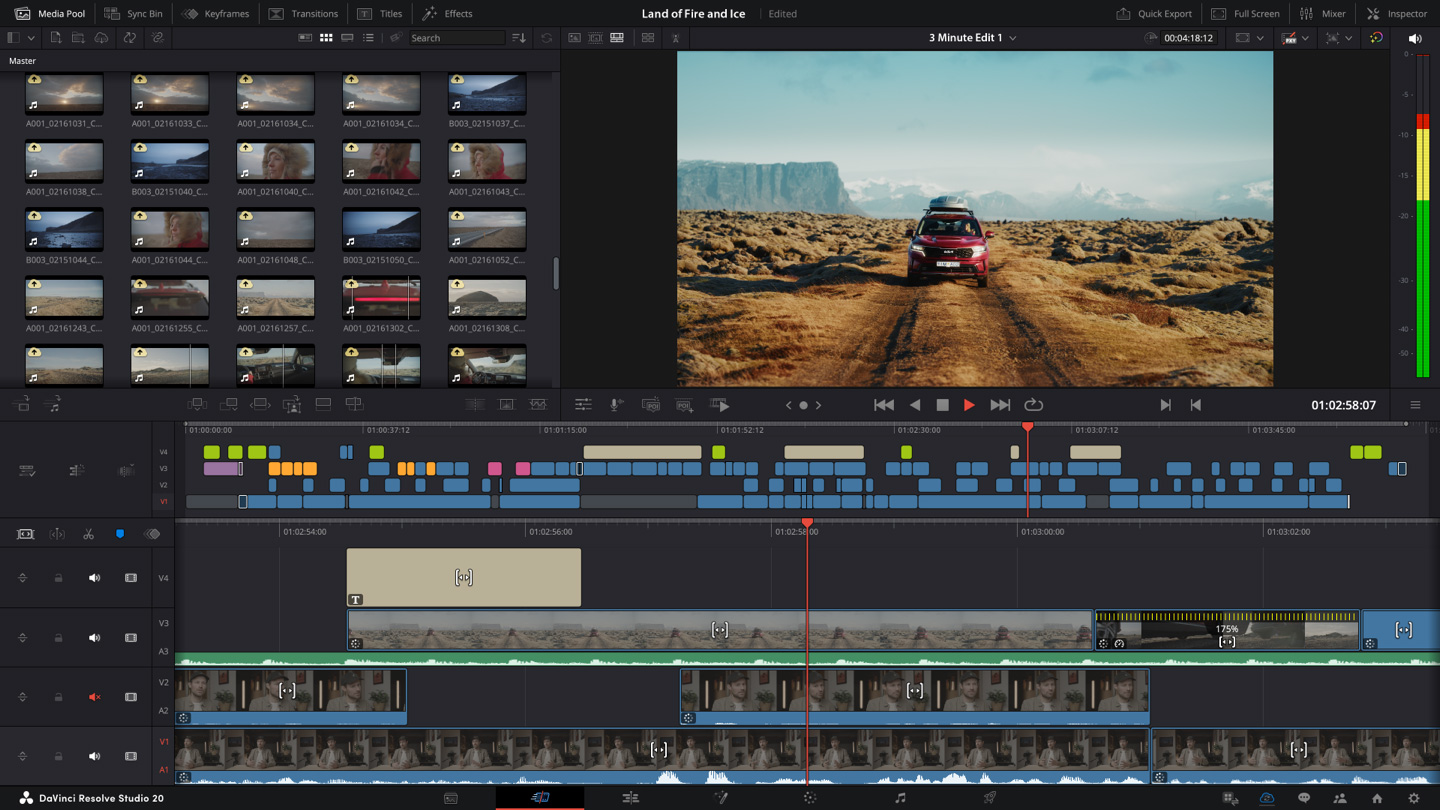 Media Pool Sync Bin Keyframes Transitions Titles Effects Land of Fire and Ice Edited Quick Export Full Screen Mixer Inspector
Search 3 Minute Edit 1 00:04:18:12
Master
0
-5
-10
-15
-20
-30
-40
-50
A001_02161031_C... A001_02161033_C... A001_02161034_C... A001_02161034_C... B003_02151037_C...
A001_02161038_C... B003_02151040_C... A001_02161040_C... A001_02161042_C... A001_02161043_C...
B003_02151044_C... A001_02161044_C... A001_02161048_C... B003_02151050_C... A001_02161052_C...
A001_02161243_C... A001_02161255_C... A001_02161257_C... A001_02161302_C... A001_02161308_C...
01:02:58:07
01:00:00:00 01:00:37:12 01:01:15:00 01:01:52:12 01:02:30:00 01:03:07:12 01:03:45:00
V4
V3
V2
V1
01:02:54:00 01:02:56:00 01:02:58:00 01:03:00:00 01:03:02:00
V4
T
V3
175%
A3
V2
A2
V1
A1
DaVinci Resolve Studio 20